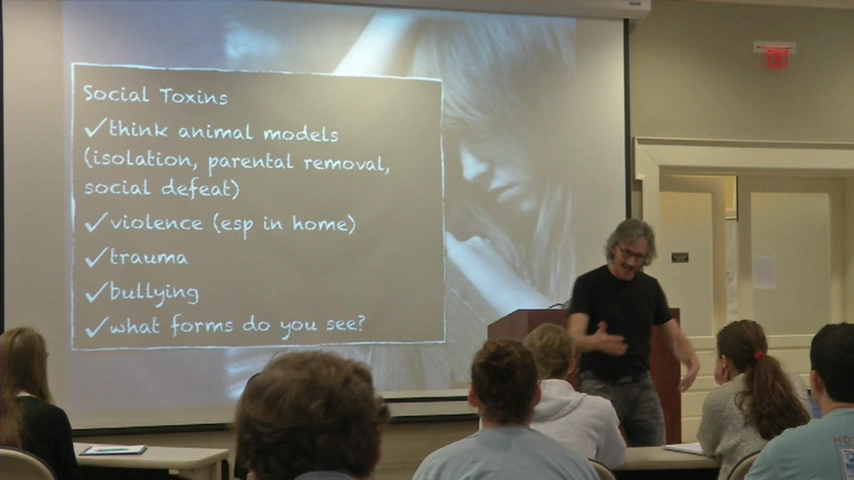 Social Toxins
✓think animal models
(isolation, parental removal,
social defeat)
✓violence (esp in home)
✓trauma
✓bullying
✓what forms do you see?